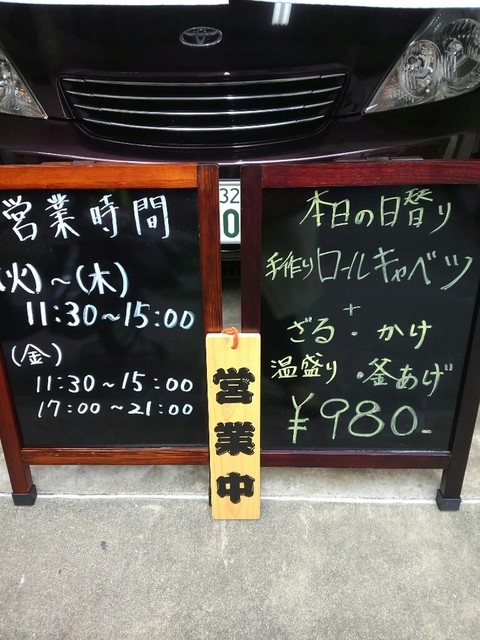 営業時間
(火)～(木)
11:30～15:00
(金)
11:30～15:00
17:00～21:00
本日の日替り
手作りロールキャベツ
+
ざる・かけ
温盛り・釜あげ
¥980-
営業中
32
0